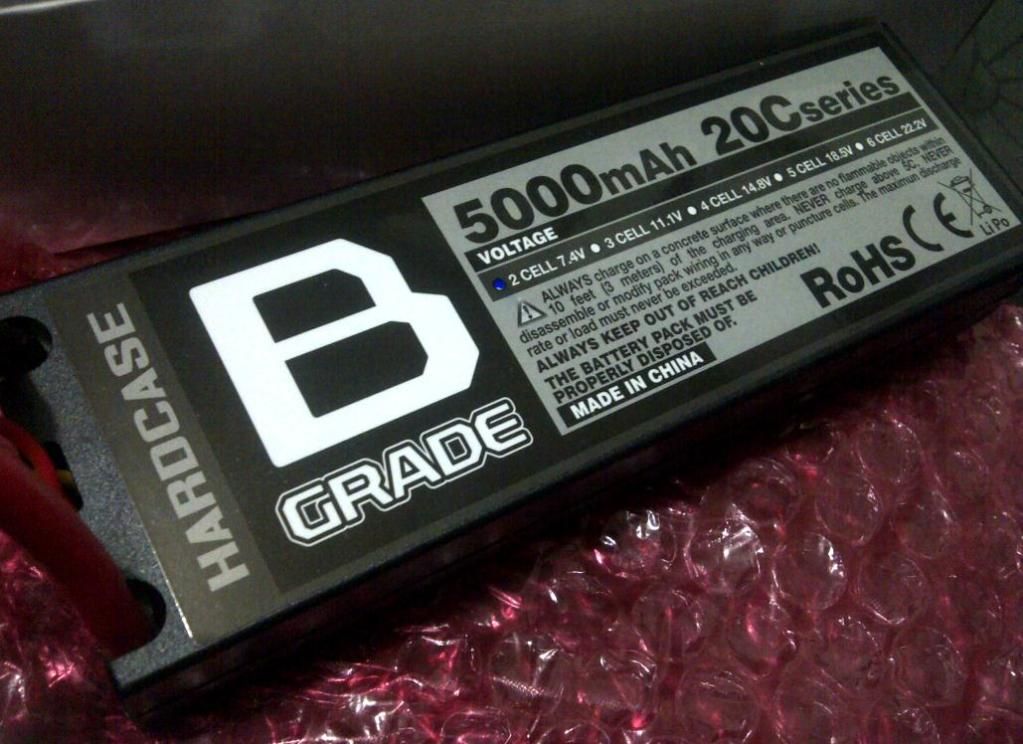 HARDCASE
B
GRADE
5000mAh 20Cseries
VOLTAGE
2 CELL 7.4V ● 3 CELL 11.1V ● 4 CELL 14.8V ● 5 CELL 18.5V ● 6 CELL 22.2V
ALWAYS charge on a concrete surface where there are no flammable objects within
10 feet (3 meters) of the charging area. NEVER charge above 5C, NEVER
disassemble or modify pack wiring in any way or puncture cells. The maximun discharge
rate or load must never be exceeded.
ALWAYS KEEP OUT OF REACH CHILDREN!
THE BATTERY PACK MUST BE
PROPERLY DISPOSED OF.
MADE IN CHINA
RoHS CE
Li Po